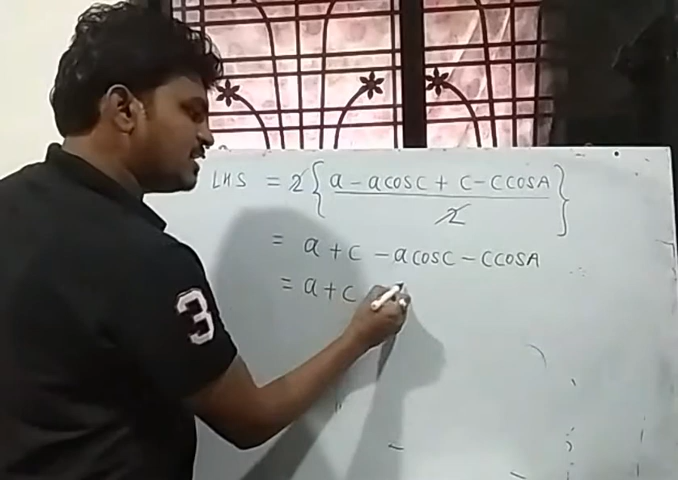 LHS = 2 { a - acosC + c - ccosA / 2 }
= a + c - acosC - ccosA
= a + c
3